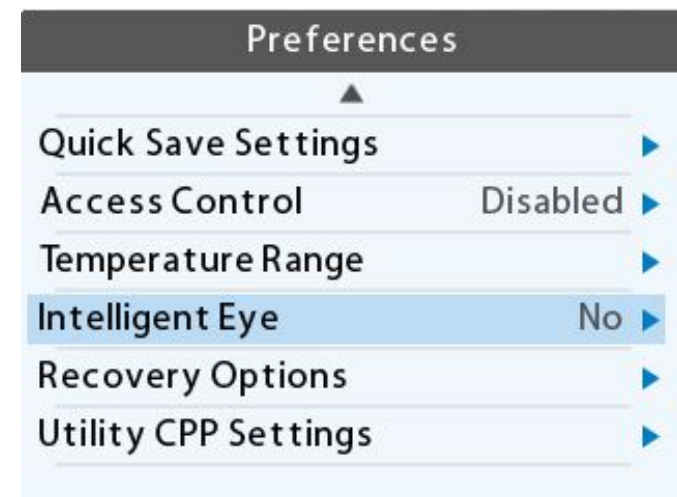 Preferences
Quick Save Settings
Access Control Disabled
Temperature Range
Intelligent Eye No
Recovery Options
Utility CPP Settings